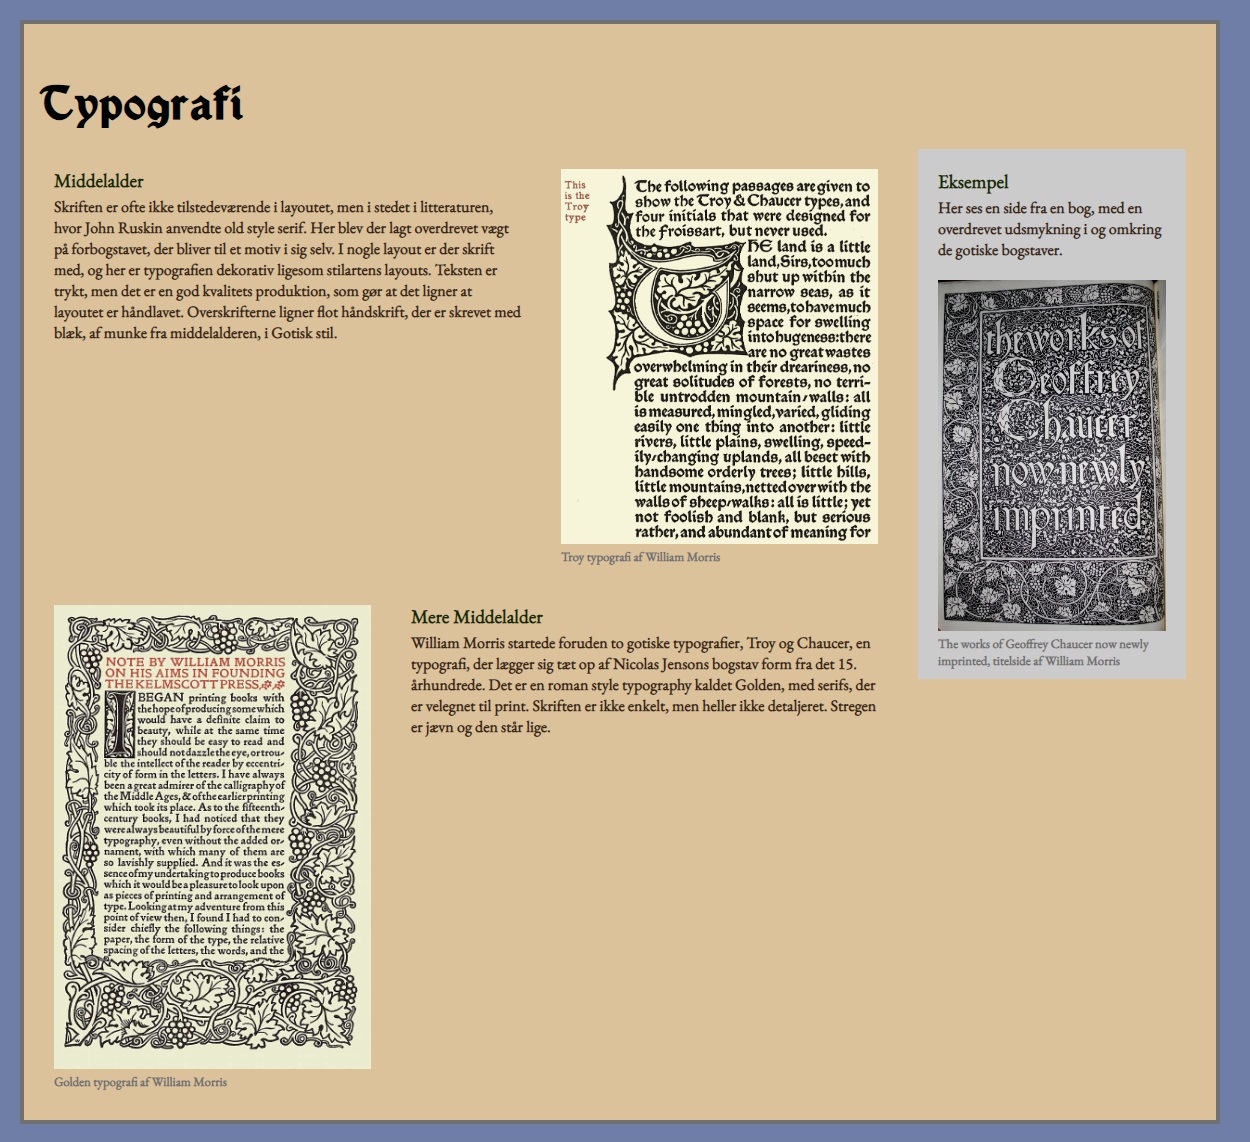 Typografi
Middelalder
Skriften er ofte ikke tilstedeværende i layoutet, men i stedet i litteraturen,
hvor John Ruskin anvendte old style serif. Her blev der lagt overdrevet vægt
på forbogstavet, der bliver til et motiv i sig selv. I nogle layout er der skrift
med, og her er typografien dekorativ ligesom stilartens layouts. Teksten er
trykt, men det er en god kvalitets produktion, som gør at det ligner at
layoutet er håndlavet. Overskrifterne ligner flot håndskrift, der er skrevet med
blæk, af munke fra middelalderen, i Gotisk stil.
This
is the
Troy
type
The following passages are given to
show the Troy & Chaucer types, and
four initials that were designed for
the Froissart, but never used.
THE land is a little
land, Sirs, too much
shut up within the
narrow seas, as it
seems, to have much
space for swelling
into hugeness: there
are no great wastes
overwhelming in their dreariness, no
great solitudes of forests, no terri-
ble untrodden mountain-walls: all
is measured, mingled, varied, gliding
easily one thing into another: little
rivers, little plains, swelling, speed-
ily-changing uplands, all beset with
handsome orderly trees; little hills,
little mountains, netted over with the
walls of sheep-walks: all is little; yet
not foolish and blank, but serious
rather, and abundant of meaning for
Troy typografi af William Morris
Eksempel
Her ses en side fra en bog, med en
overdrevet udsmykning i og omkring
de gotiske bogstaver.
the works of
Geoffrey
Chaucer
now newly
imprinted
The works of Geoffrey Chaucer now newly
imprinted, titelside af William Morris
NOTE BY WILLIAM MORRIS
ON HIS AIMS IN FOUNDING
THE KELMSCOTT PRESS
I BEGAN printing books with
the hope of producing some which
would have a definite claim to
beauty, while at the same time
they should be easy to read and
should not dazzle the eye, or trou-
ble the intellect of the reader by eccentri-
city of form in the letters. I have always
been a great admirer of the calligraphy of
the Middle Ages, & of the earlier printing
which took its place. As to the fifteenth-
century books, I had noticed that they
were always beautiful by force of the mere
typography, even without the added or-
nament, with which many of them are
so lavishly supplied. And it was the es-
sence of my undertaking to produce books
which it would be a pleasure to look upon
as pieces of printing and arrangement of
type. Looking at my adventure from this
point of view then, I found I had to con-
sider chiefly the following things: the
paper, the form of the type, the relative
spacing of the letters, the words, and the
Golden typografi af William Morris
Mere Middelalder
William Morris startede foruden to gotiske typografier, Troy og Chaucer, en
typografi, der lægger sig tæt op af Nicolas Jensons bogstav form fra det 15.
århundrede. Det er en roman style typography kaldet Golden, med serifs, der
er velegnet til print. Skriften er ikke enkelt, men heller ikke detaljeret. Stregen
er jævn og den står lige.